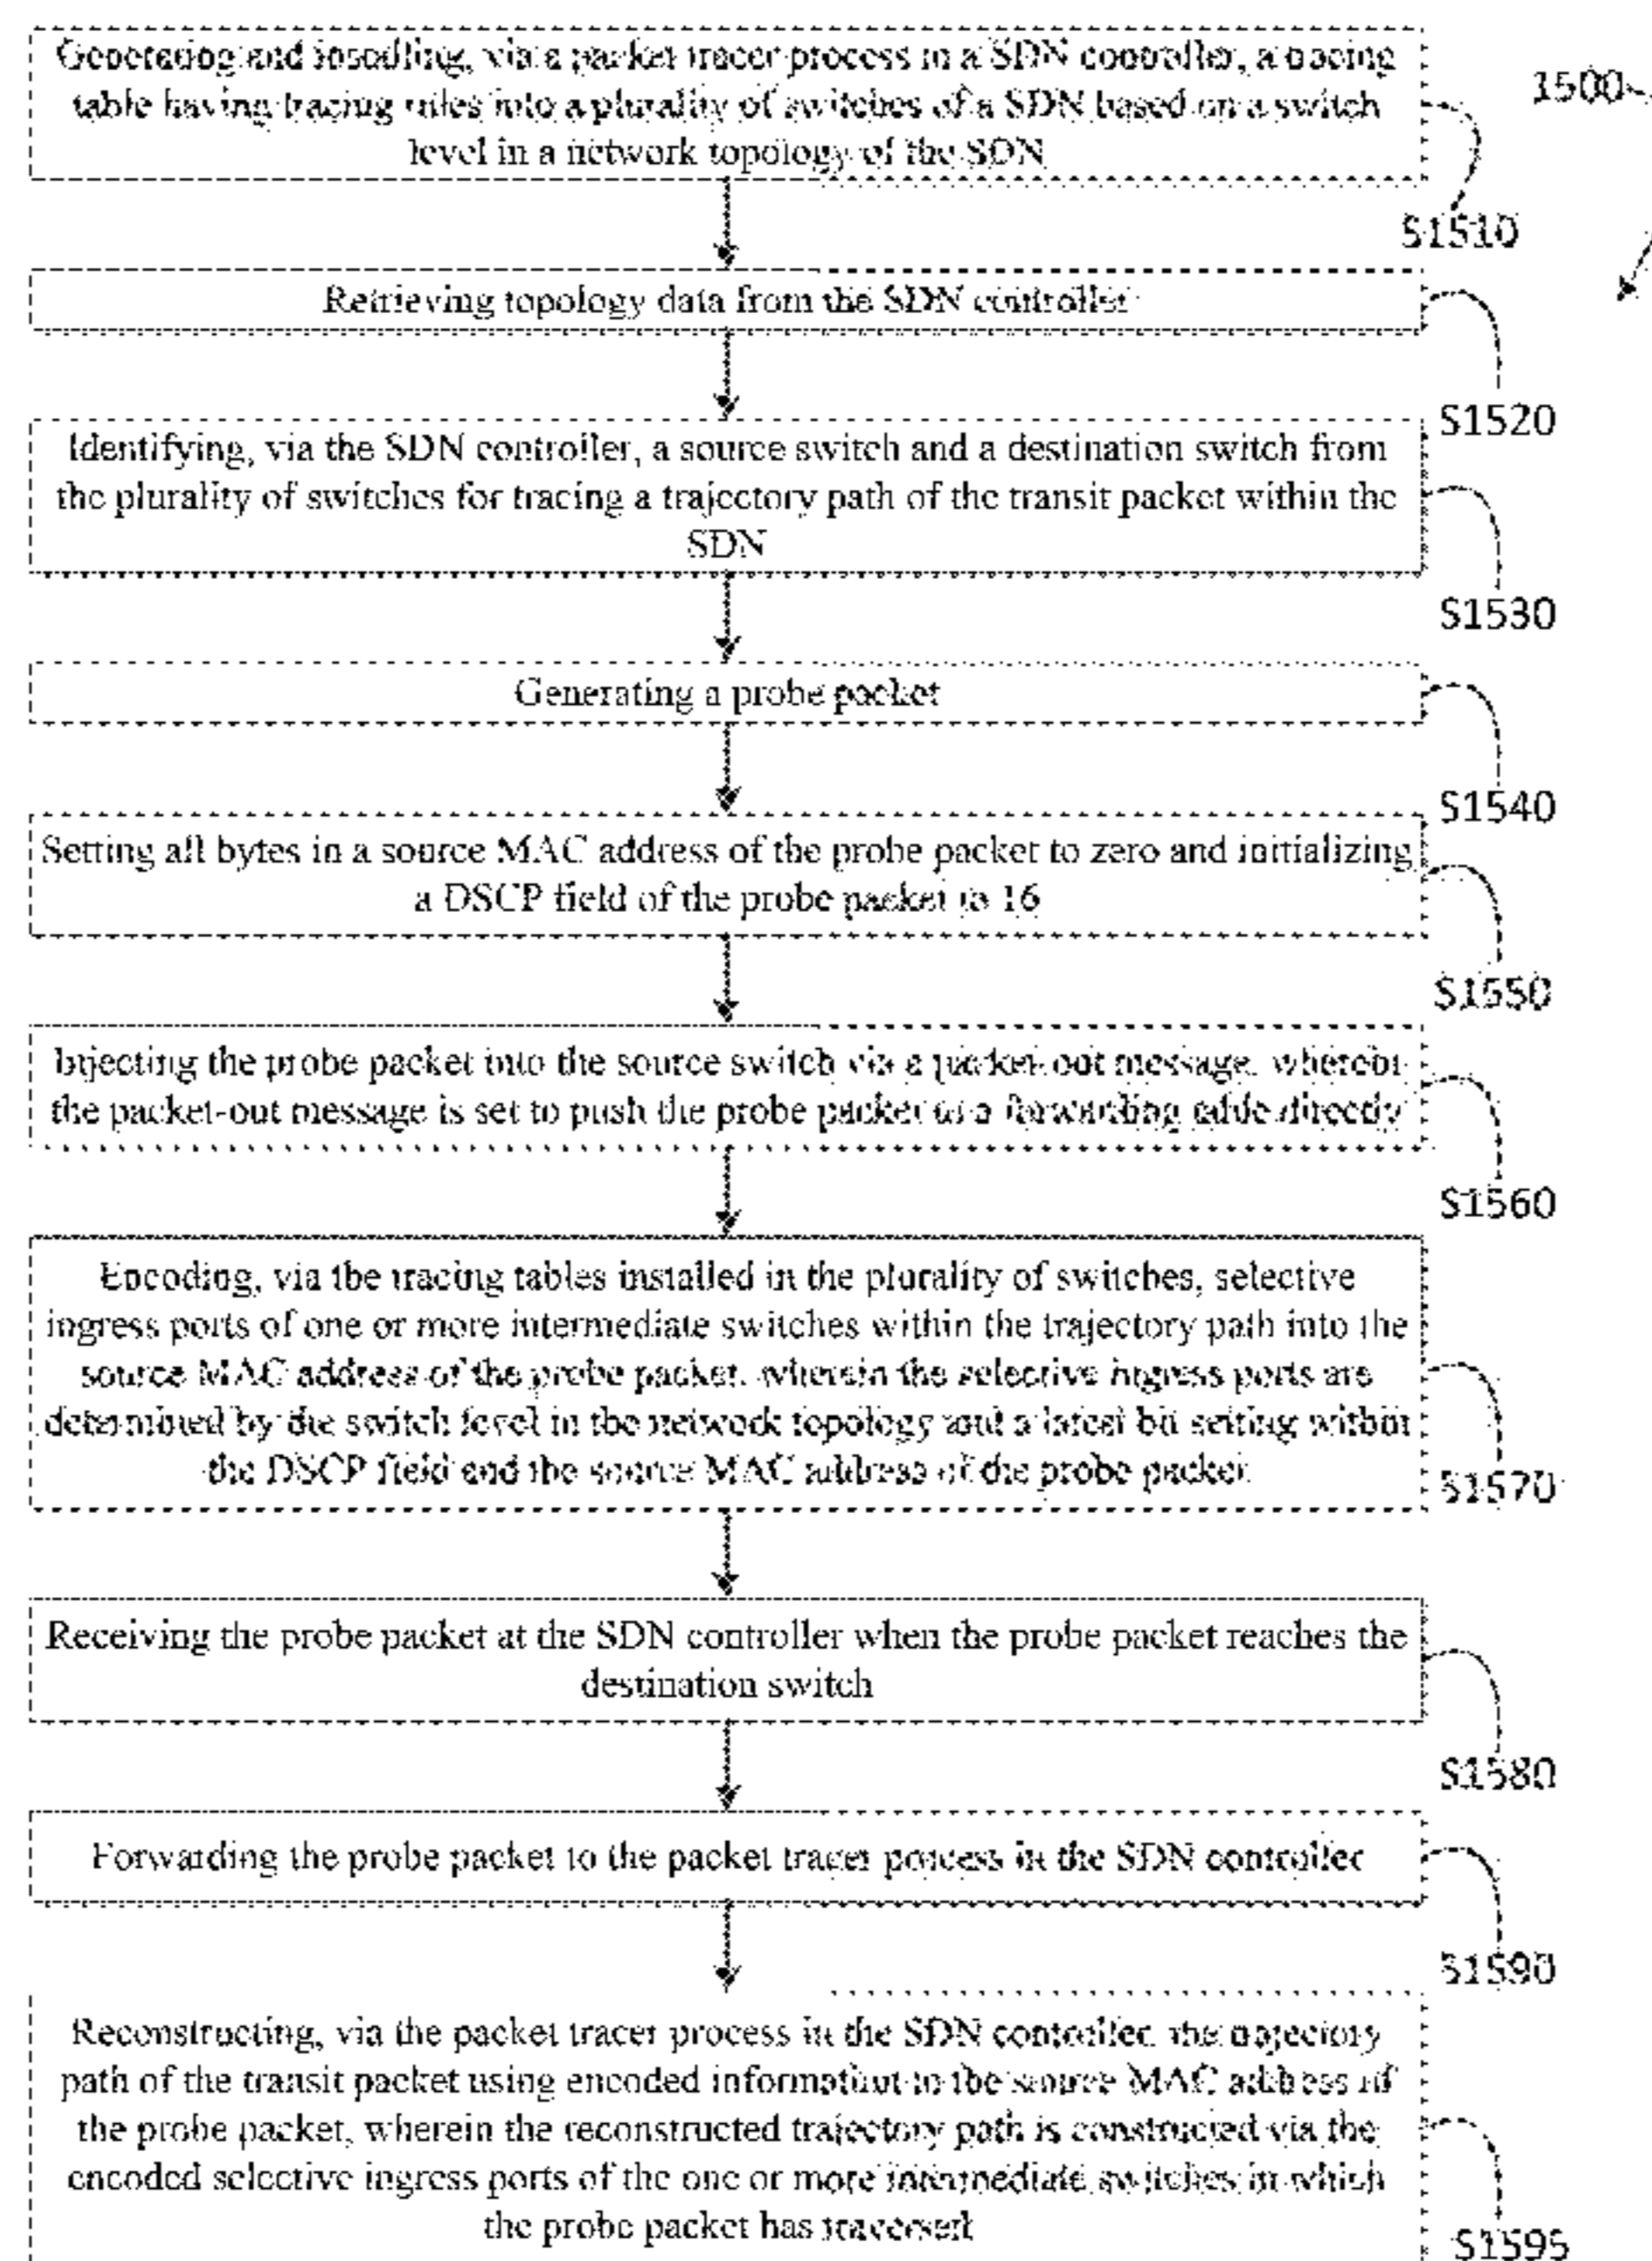 Generating and installing, via a packet tracer process in a SDN controller, a tracing
table having tracing rules into a plurality of switches of a SDN based on a switch
level in a network topology of the SDN
1500
S1510
Retrieving topology data from the SDN controller
S1520
Identifying, via the SDN controller, a source switch and a destination switch from
the plurality of switches for tracing a trajectory path of the transit packet within the
SDN
S1530
Generating a probe packet
S1540
Setting all bytes in a source MAC address of the probe packet to zero and initializing
a DSCP field of the probe packet to 16
S1550
Injecting the probe packet into the source switch via a packet-out message, wherein
the packet-out message is set to push the probe packet to a forwarding table directly
S1560
Encoding, via the tracing tables installed in the plurality of switches, selective
ingress ports of one or more intermediate switches within the trajectory path into the
source MAC address of the probe packet, wherein the selective ingress ports are
determined by the switch level in the network topology and a latest bit setting within
the DSCP field and the source MAC address of the probe packet
S1570
Receiving the probe packet at the SDN controller when the probe packet reaches the
destination switch
S1580
Forwarding the probe packet to the packet tracer process in the SDN controller
S1590
Reconstructing, via the packet tracer process in the SDN controller, the trajectory
path of the transit packet using encoded information in the source MAC address of
the probe packet, wherein the reconstructed trajectory path is constructed via the
encoded selective ingress ports of the one or more intermediate switches in which
the probe packet has traversed
S1595